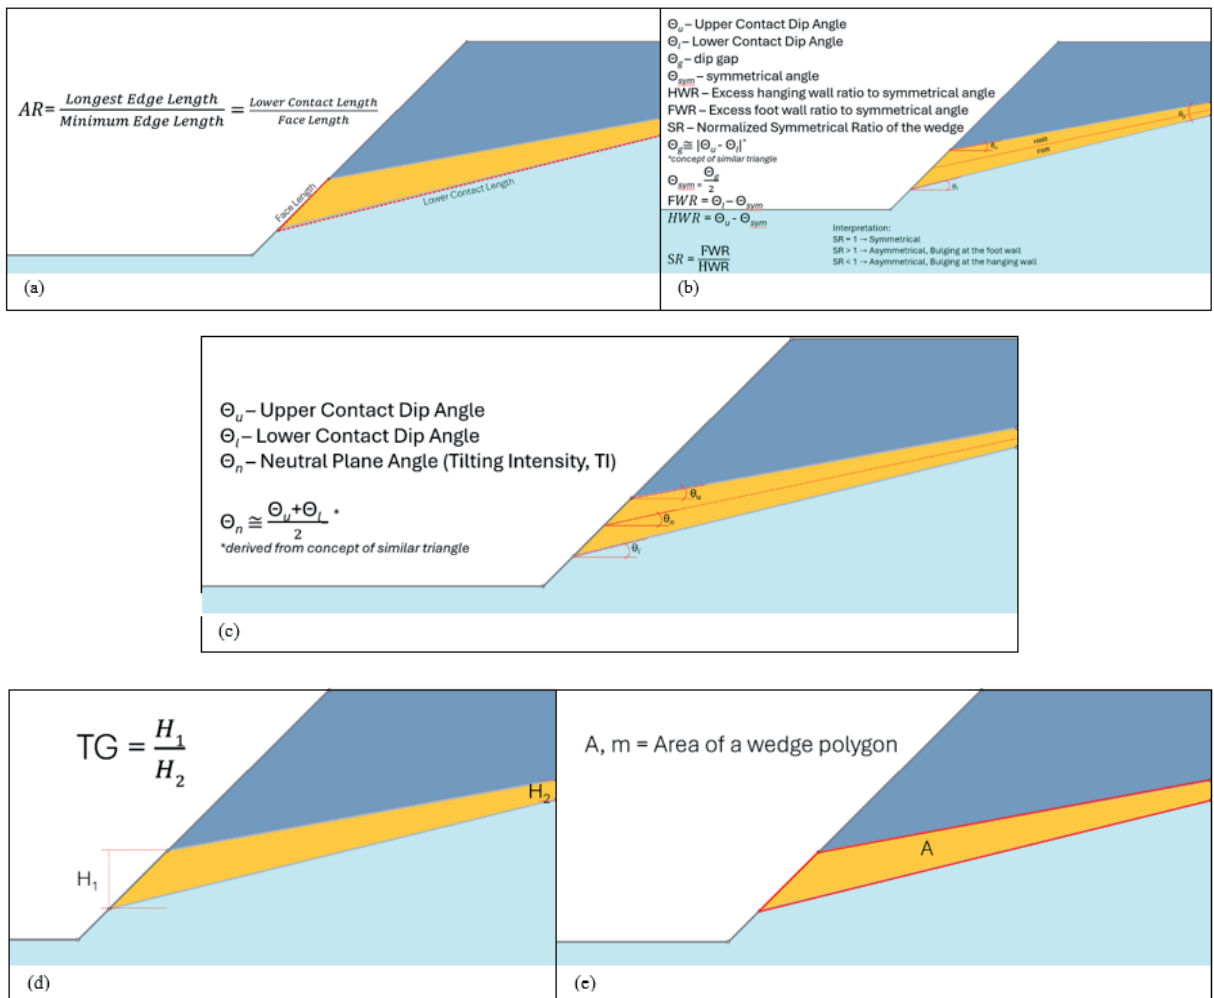 AR= Longest Edge Length / Minimum Edge Length = Lower Contact Length / Face Length
Face Length
Lower Contact Length
(a)
Θu – Upper Contact Dip Angle
Θl – Lower Contact Dip Angle
Θg – dip gap
Θsym – symmetrical angle
HWR – Excess hanging wall ratio to symmetrical angle
FWR – Excess foot wall ratio to symmetrical angle
SR – Normalized Symmetrical Ratio of the wedge
Θg ≅ |Θu - Θl|*
*concept of similar triangle
Θsym = Θg / 2
FWR = Θl – Θsym
HWR = Θu - Θsym
SR = FWR / HWR
Interpretation:
SR = 1 → Symmetrical
SR > 1 → Asymmetrical, Bulging at the foot wall
SR < 1 → Asymmetrical, Bulging at the hanging wall
HWR
FWR
θg
θu
θl
(b)
Θu – Upper Contact Dip Angle
Θl – Lower Contact Dip Angle
Θn – Neutral Plane Angle (Tilting Intensity, TI)
Θn ≅ Θu+Θl / 2 *
*derived from concept of similar triangle
θu
θn
θl
(c)
TG = H1 / H2
H2
H1
(d)
A, m = Area of a wedge polygon
A
(e)